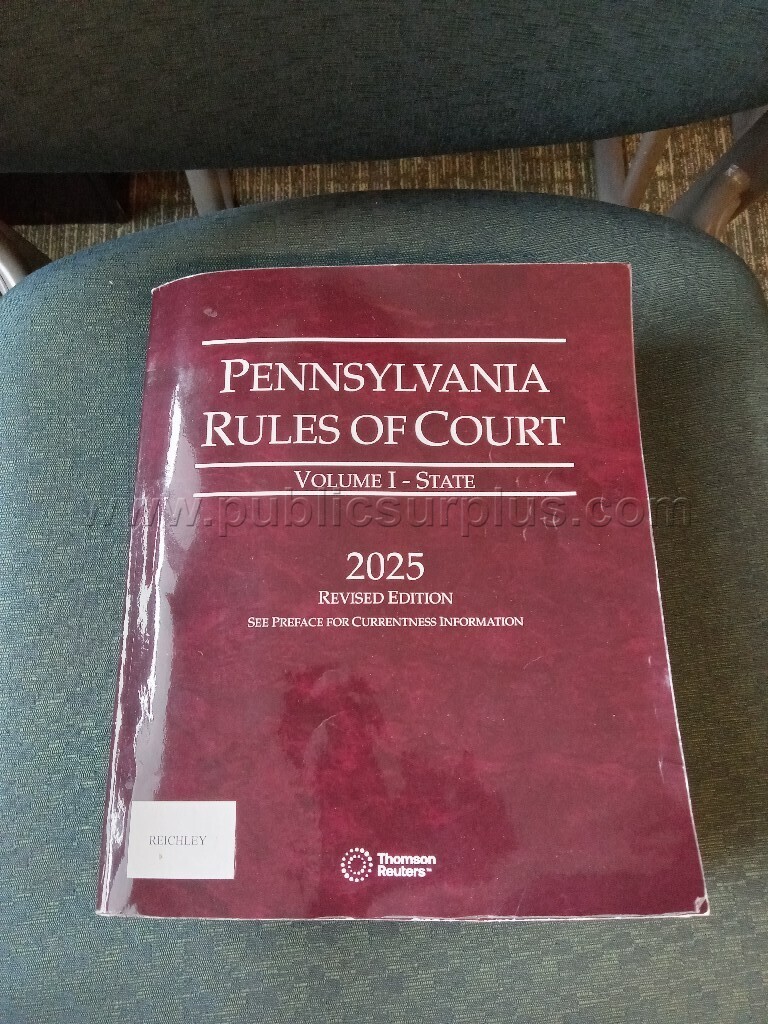 PENNSYLVANIA
RULES OF COURT
VOLUME I - STATE
www.publicsurplus.com
2025
REVISED EDITION
SEE PREFACE FOR CURRENTNESS INFORMATION
REICHLEY
Thomson
Reuters™